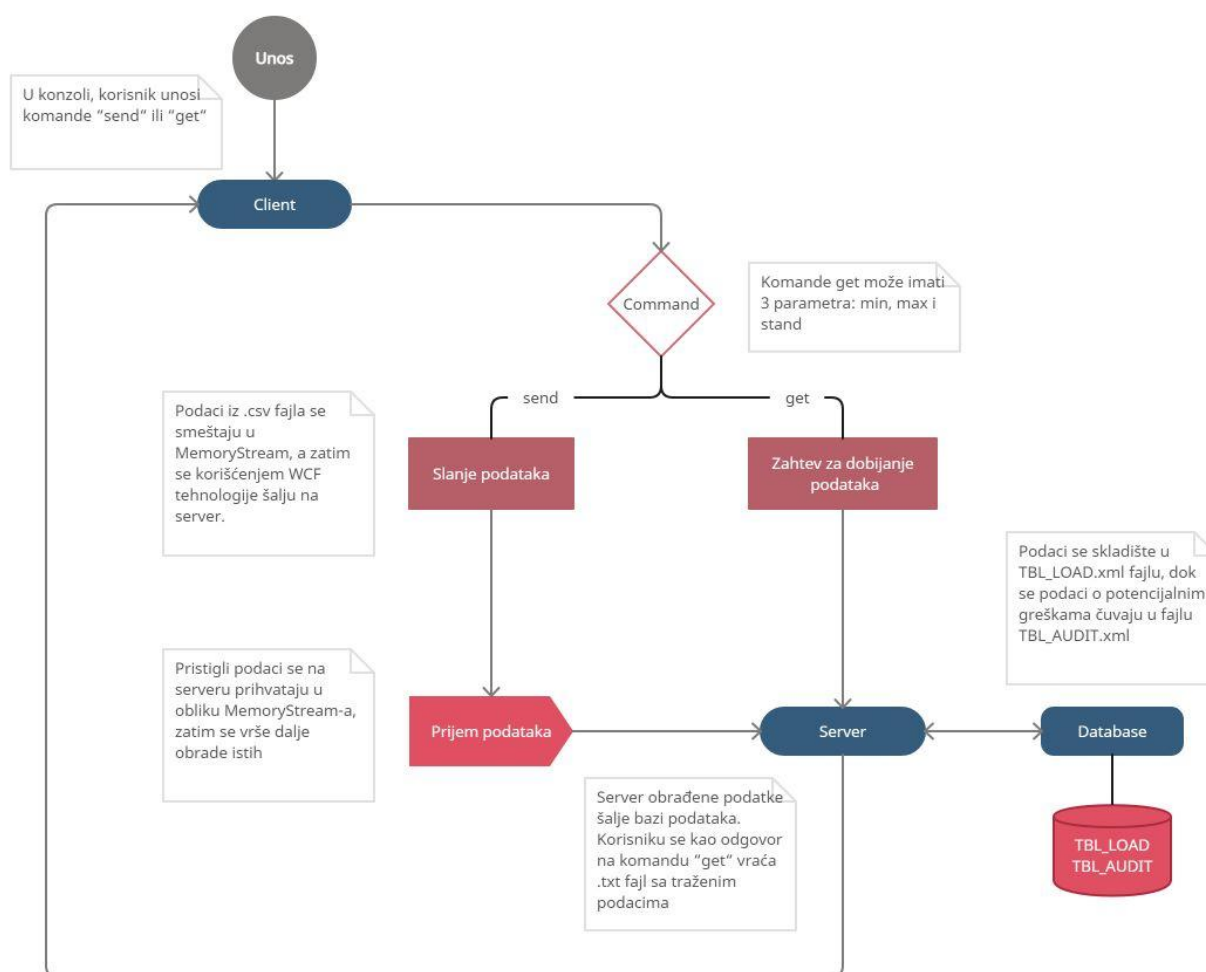 Unos
U konzoli, korisnik unosi
komande “send“ ili “get“
Client
Command
Komande get može imati
3 parametra: min, max i
stand
send
get
Podaci iz .csv fajla se
smeštaju u
MemoryStream, a zatim
se korišćenjem WCF
tehnologije šalju na
server.
Slanje podataka
Zahtev za dobijanje
podataka
Podaci se skladište u
TBL_LOAD.xml fajlu, dok
se podaci o potencijalnim
greškama čuvaju u fajlu
TBL_AUDIT.xml
Pristigli podaci se na
serveru prihvataju u
obliku MemoryStream-a,
zatim se vrše dalje
obrade istih
Prijem podataka
Server
Database
Server obrađene podatke
šalje bazi podataka.
Korisniku se kao odgovor
na komandu “get“ vraća
.txt fajl sa traženim
podacima
TBL_LOAD
TBL_AUDIT